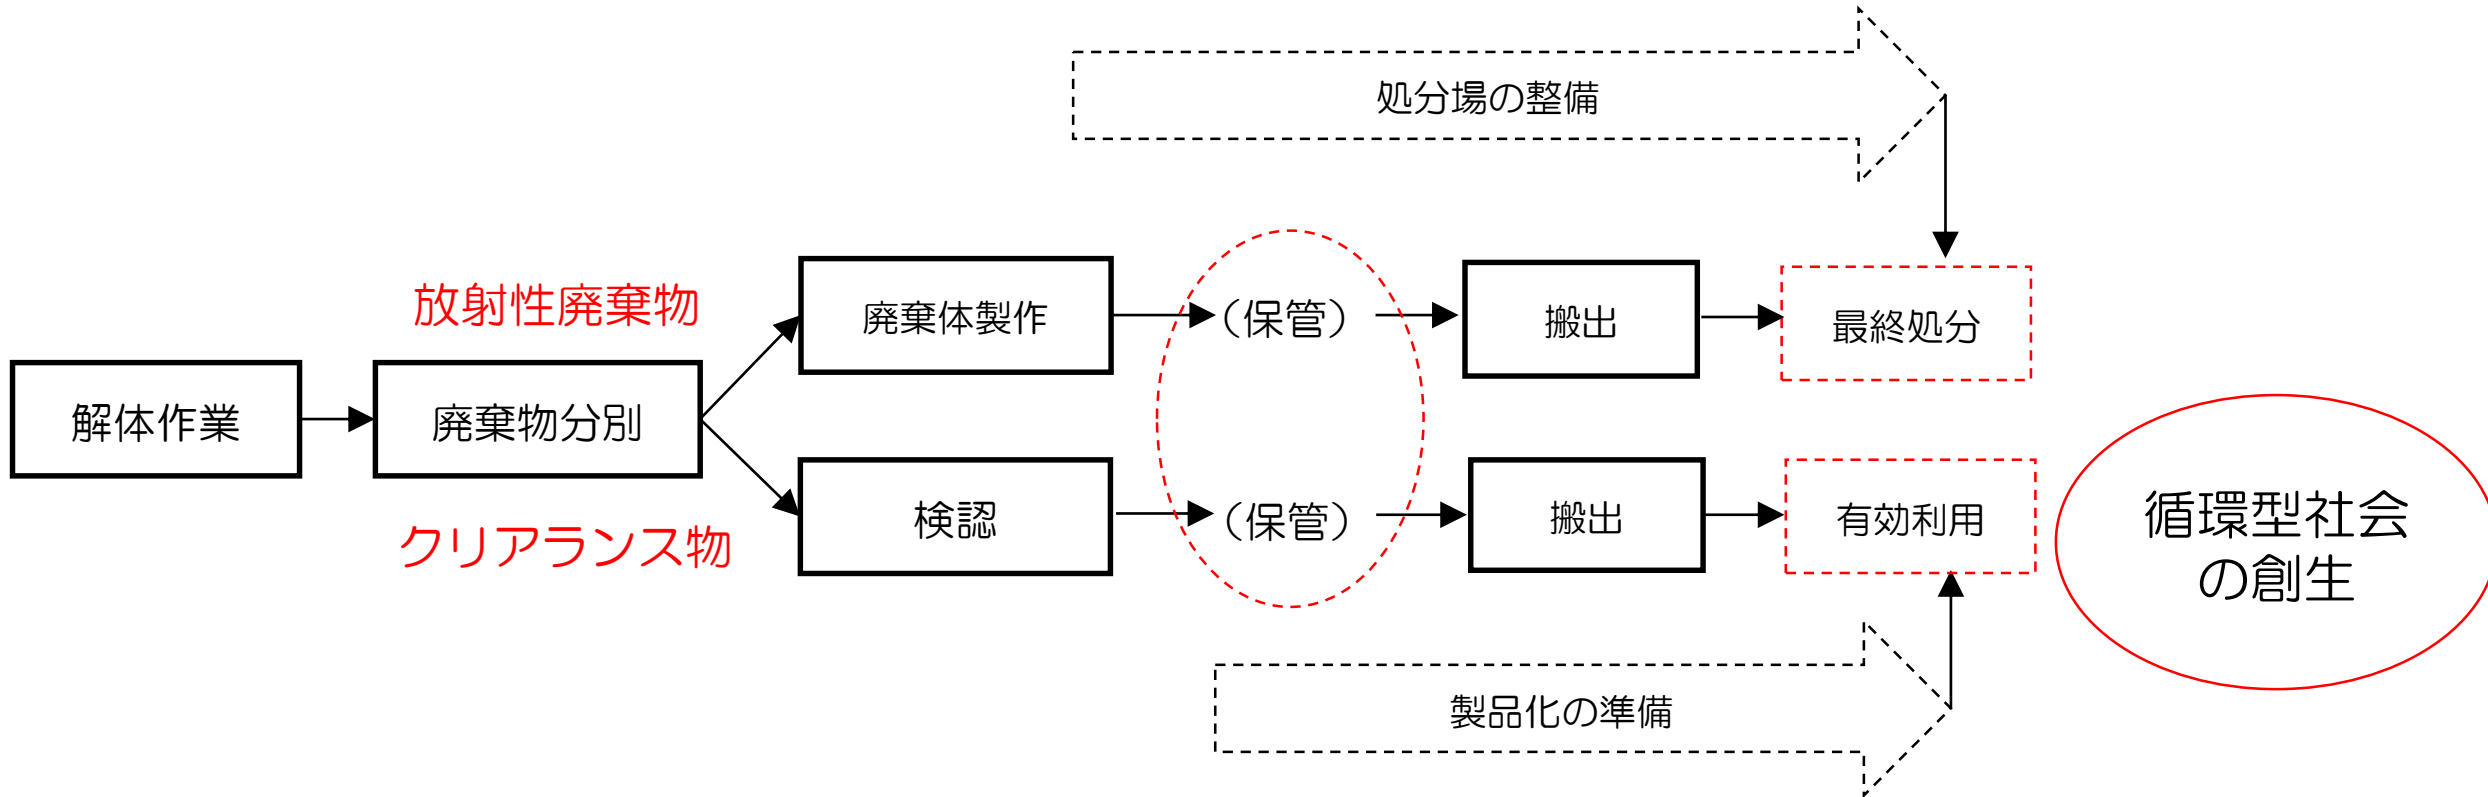 処分場の整備
放射性廃棄物
廃棄体製作
（保管）
搬出
最終処分
解体作業
廃棄物分別
クリアランス物
検認
（保管）
搬出
有効利用
循環型社会
の創生
製品化の準備